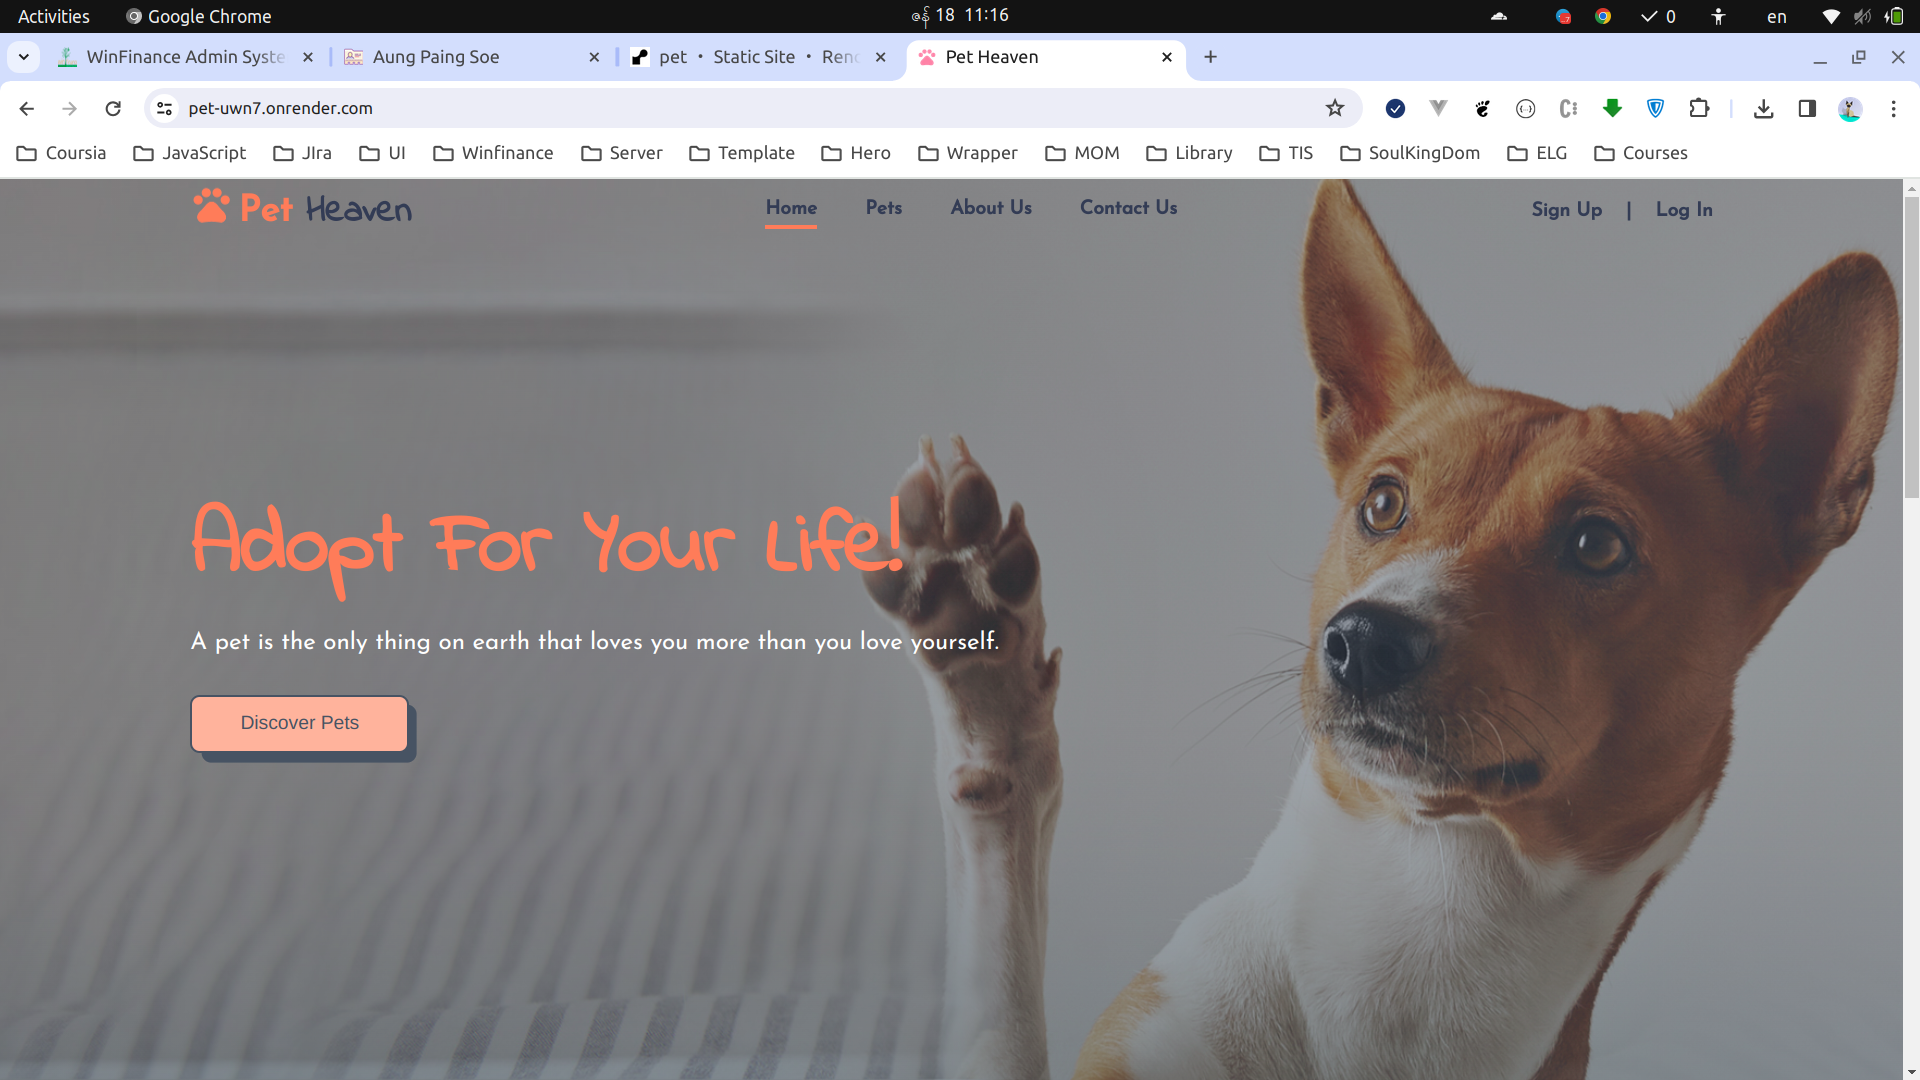 Activities Google Chrome ဇန် 18 11:16 0 en
WinFinance Admin Syste Aung Paing Soe pet • Static Site • Ren Pet Heaven
pet-uwn7.onrender.com
Coursia JavaScript JIra UI Winfinance Server Template Hero Wrapper MOM Library TIS SoulKingDom ELG Courses
Pet Heaven Home Pets About Us Contact Us Sign Up | Log In
Adopt For Your Life!
A pet is the only thing on earth that loves you more than you love yourself.
Discover Pets